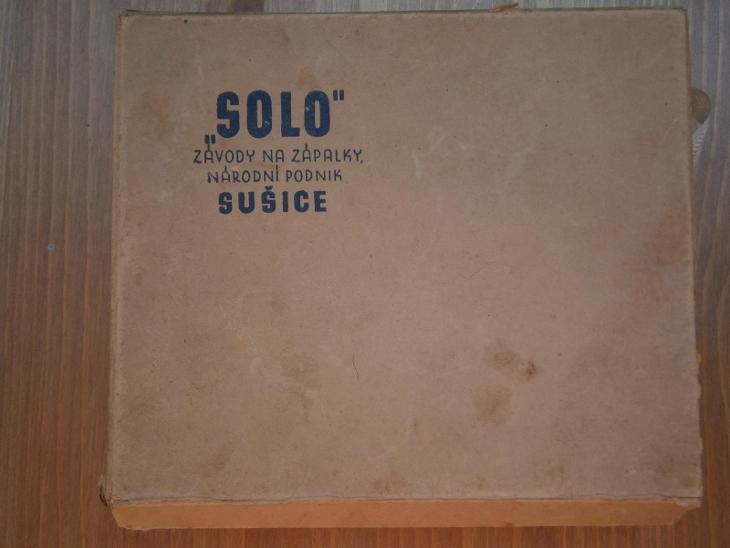 „SOLO"
ZÁVODY NA ZÁPALKY,
NÁRODNÍ PODNIK
SUŠICE